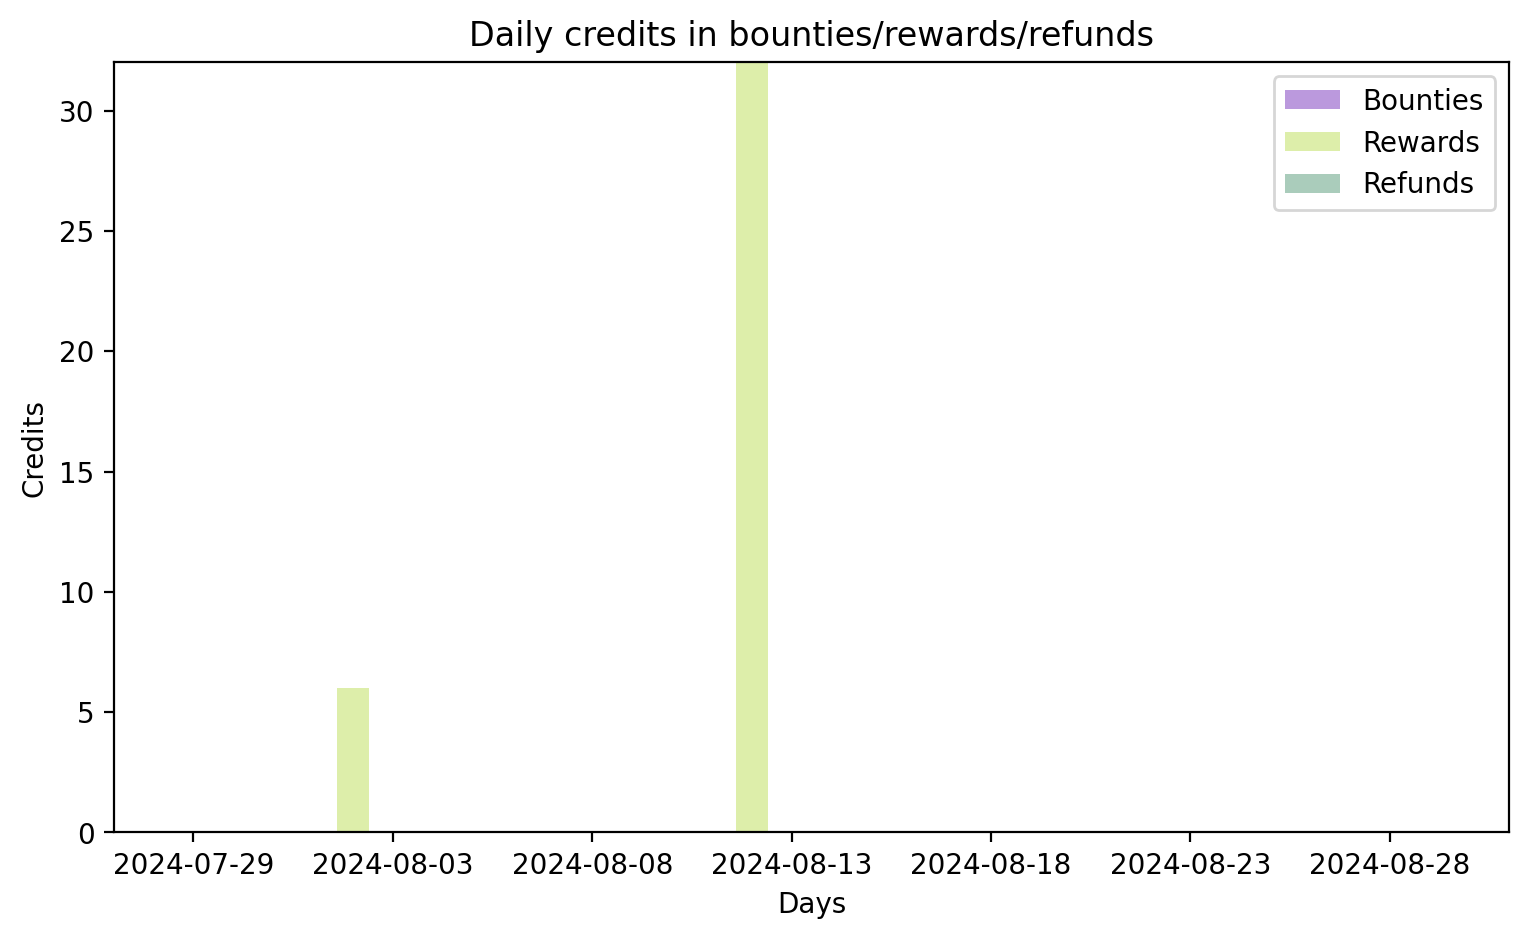 Daily credits in bounties/rewards/refunds
Bounties
Rewards
Refunds
Credits
30
25
20
15
10
5
0
2024-07-29 2024-08-03 2024-08-08 2024-08-13 2024-08-18 2024-08-23 2024-08-28
Days